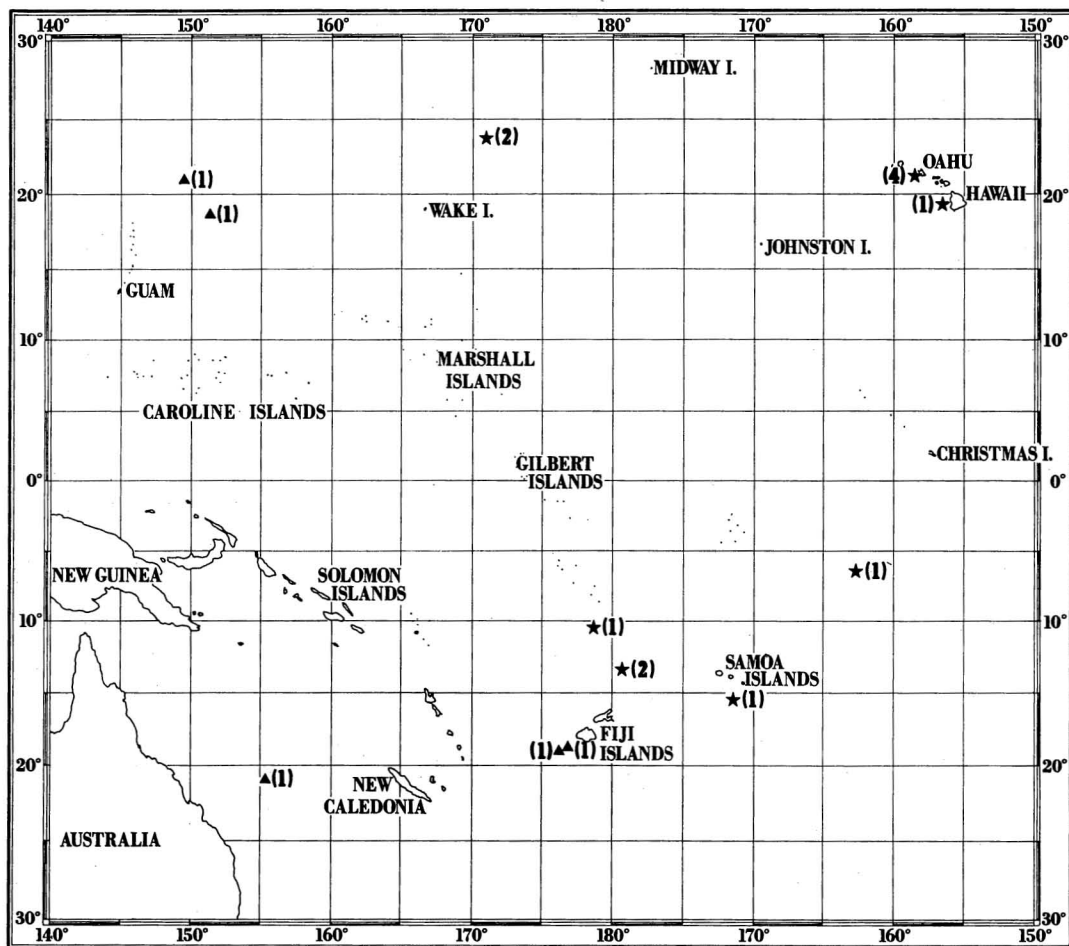 140° 150° 160° 170° 180° 170° 160° 150°
30° 30°
MIDWAY I.
★(2)
▲(1)
(4)★ OAHU
20° 20°
HAWAII
(1)★
▲(1)
WAKE I.
JOHNSTON I.
GUAM
10° 10°
MARSHALL
ISLANDS
CAROLINE ISLANDS
CHRISTMAS I.
GILBERT
ISLANDS
0° 0°
NEW GUINEA
SOLOMON
ISLANDS
★(1)
10° 10°
★(1)
★(2)
SAMOA
ISLANDS
★(1)
FIJI
ISLANDS
(1)▲ ▲(1)
20° 20°
▲(1)
NEW
CALEDONIA
AUSTRALIA
30° 30°
140° 150° 160° 170° 180° 170° 160° 150°